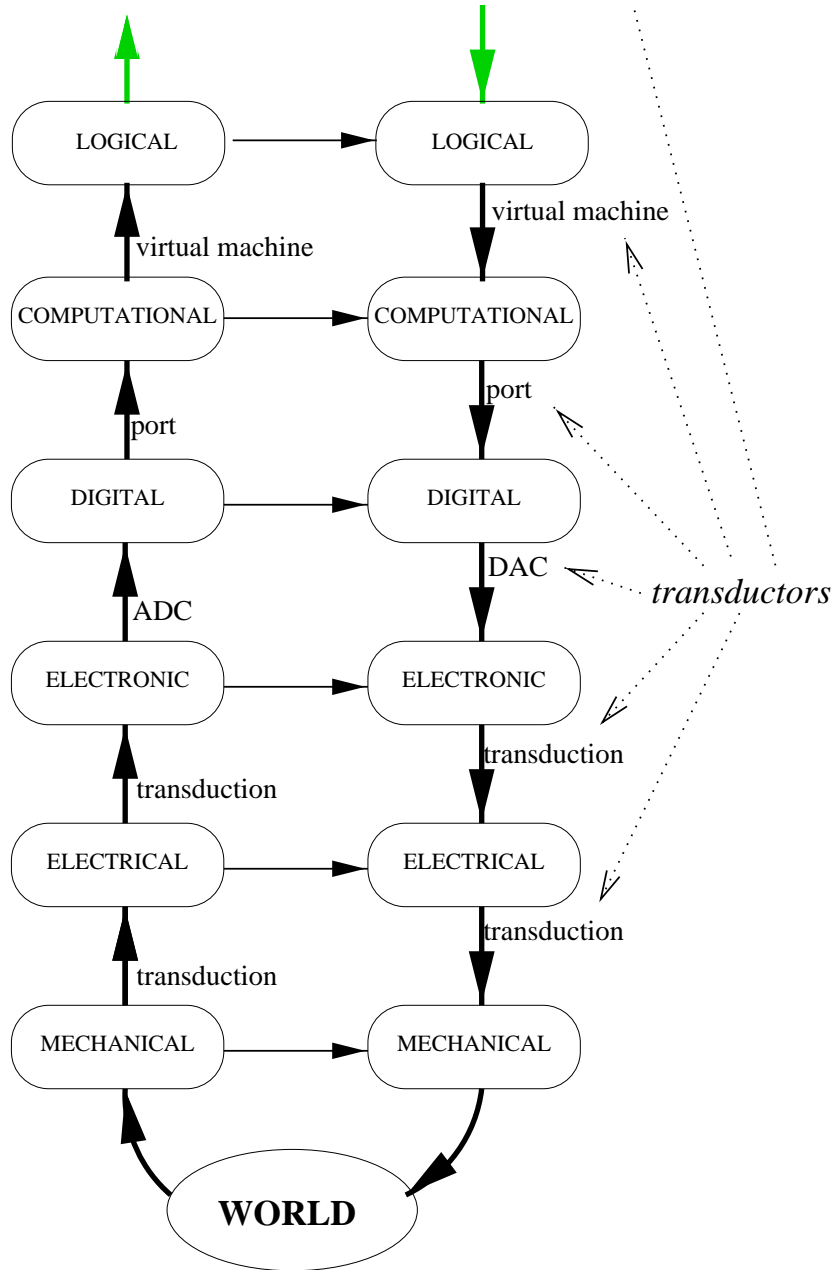 LOGICAL
LOGICAL
virtual machine
virtual machine
COMPUTATIONAL
COMPUTATIONAL
port
port
DIGITAL
DIGITAL
DAC
transductors
ADC
ELECTRONIC
ELECTRONIC
transduction
transduction
ELECTRICAL
ELECTRICAL
transduction
transduction
MECHANICAL
MECHANICAL
WORLD